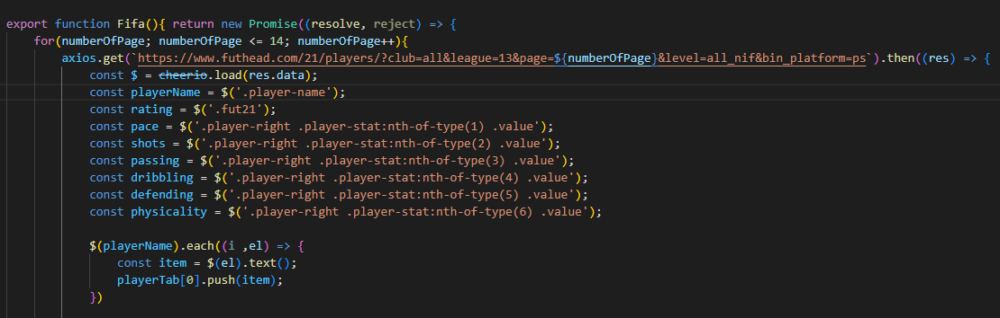 export function Fifa(){ return new Promise((resolve, reject) => {
for(numberOfPage; numberOfPage <= 14; numberOfPage++){
axios.get(`https://www.futhead.com/21/players/?club=all&league=13&page=${numberOfPage}&level=all_nif&bin_platform=ps`).then((res) => {
const $ = cheerio.load(res.data);
const playerName = $('.player-name');
const rating = $('.fut21');
const pace = $('.player-right .player-stat:nth-of-type(1) .value');
const shots = $('.player-right .player-stat:nth-of-type(2) .value');
const passing = $('.player-right .player-stat:nth-of-type(3) .value');
const dribbling = $('.player-right .player-stat:nth-of-type(4) .value');
const defending = $('.player-right .player-stat:nth-of-type(5) .value');
const physicality = $('.player-right .player-stat:nth-of-type(6) .value');
$(playerName).each((i ,el) => {
const item = $(el).text();
playerTab[0].push(item);
})